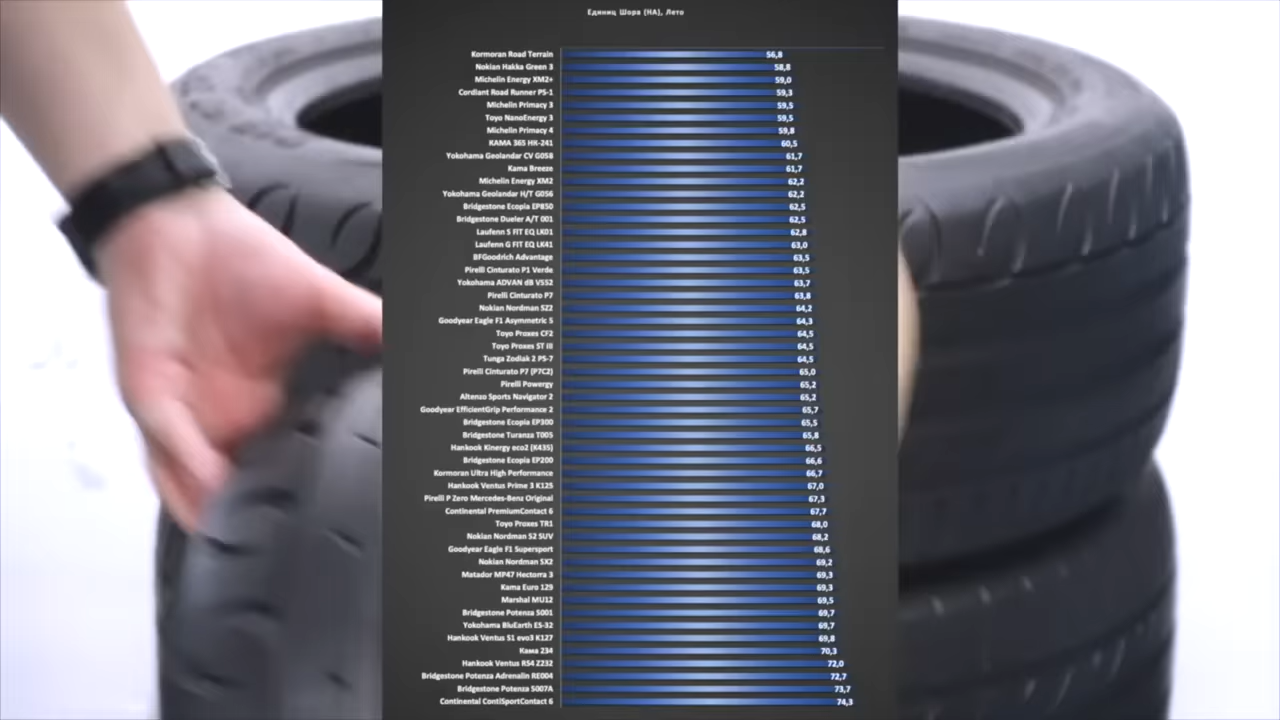 Единиц Шора (HA), Лето
Kormoran Road Terrain 56,8
Nokian Hakka Green 3 58,8
Michelin Energy XM2+ 59,0
Cordiant Road Runner PS-1 59,3
Michelin Primacy 3 59,5
Toyo NanoEnergy 3 59,5
Michelin Primacy 4 59,8
KAMA 365 НК-241 60,5
Yokohama Geolandar CV G058 61,7
Kama Breeze 61,7
Michelin Energy XM2 62,2
Yokohama Geolandar H/T G056 62,2
Bridgestone Ecopia EP850 62,5
Bridgestone Dueler A/T 001 62,5
Laufenn S FIT EQ LK01 62,8
Laufenn G FIT EQ LK41 63,0
BFGoodrich Advantage 63,5
Pirelli Cinturato P1 Verde 63,5
Yokohama ADVAN dB V552 63,7
Pirelli Cinturato P7 63,8
Nokian Nordman SZ2 64,2
Goodyear Eagle F1 Asymmetric 5 64,3
Toyo Proxes CF2 64,5
Toyo Proxes ST III 64,5
Tunga Zodiak 2 PS-7 64,5
Pirelli Cinturato P7 (P7C2) 65,0
Pirelli Powergy 65,2
Altenzo Sports Navigator 2 65,2
Goodyear EfficientGrip Performance 2 65,7
Bridgestone Ecopia EP300 65,5
Bridgestone Turanza T005 65,8
Hankook Kinergy eco2 (K435) 66,5
Bridgestone Ecopia EP200 66,6
Kormoran Ultra High Performance 66,7
Hankook Ventus Prime 3 K125 67,0
Pirelli P Zero Mercedes-Benz Original 67,3
Continental PremiumContact 6 67,7
Toyo Proxes TR1 68,0
Nokian Nordman S2 SUV 68,2
Goodyear Eagle F1 Supersport 68,6
Nokian Nordman SX2 69,2
Matador MP47 Hectorra 3 69,3
Kama Euro 129 69,3
Marshal MU12 69,5
Bridgestone Potenza S001 69,7
Yokohama BluEarth ES-32 69,7
Hankook Ventus S1 evo3 K127 69,8
Кама 234 70,3
Hankook Ventus RS4 Z232 72,0
Bridgestone Potenza Adrenalin RE004 72,7
Bridgestone Potenza S007A 73,7
Continental ContiSportContact 6 74,3